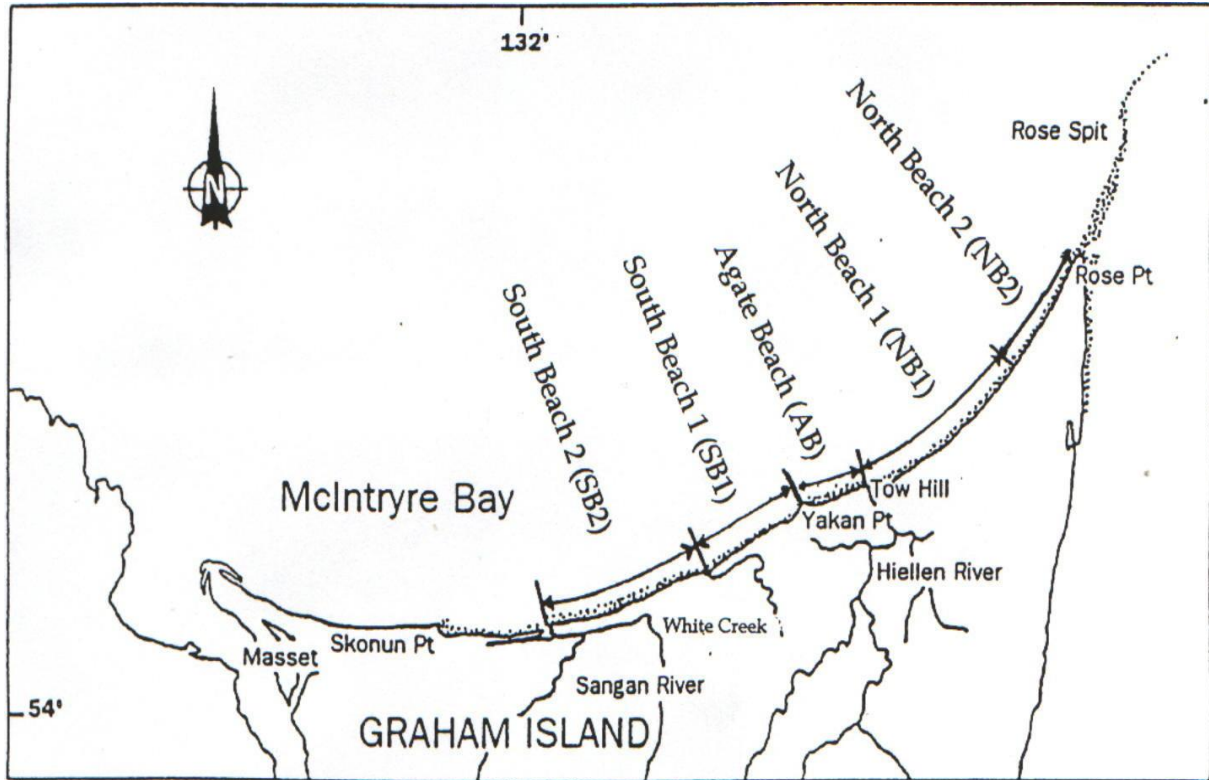 132°
N
Rose Spit
North Beach 2 (NB2)
Rose Pt
North Beach 1 (NB1)
Agate Beach (AB)
South Beach 1 (SB1)
South Beach 2 (SB2)
McIntryre Bay
Tow Hill
Yakan Pt
Hiellen River
White Creek
Skonun Pt
Masset
Sangan River
54°
GRAHAM ISLAND